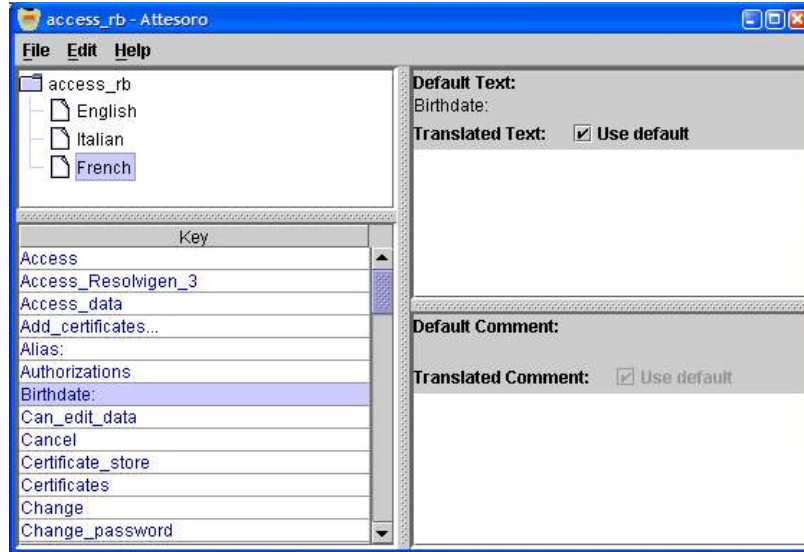 access_rb - Attesoro
File Edit Help
access_rb
English
Italian
French
Key
Access
Access_Resolvigen_3
Access_data
Add_certificates...
Alias:
Authorizations
Birthdate:
Can_edit_data
Cancel
Certificate_store
Certificates
Change
Change_password
Default Text:
Birthdate:
Translated Text: Use default
Default Comment:
Translated Comment: Use default